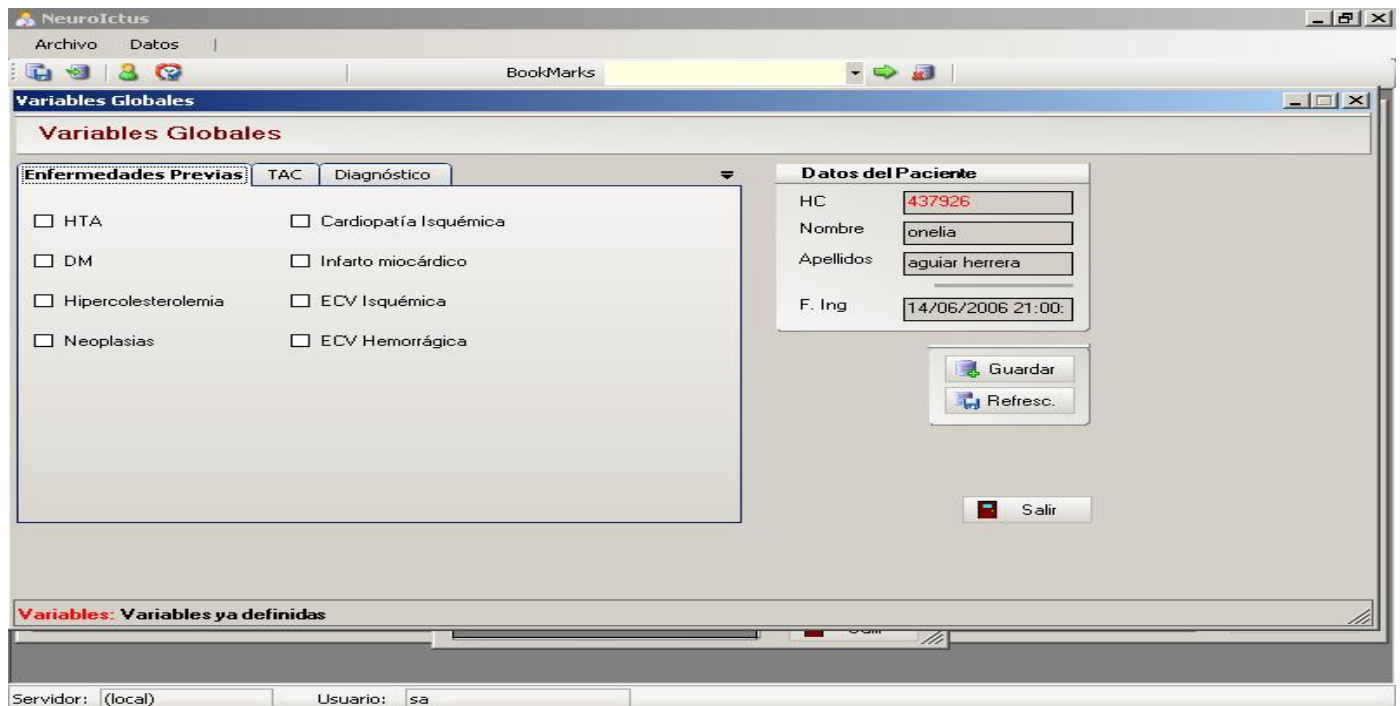 NeuroIctus
Archivo Datos
BookMarks
Variables Globales
Variables Globales
Enfermedades Previas TAC Diagnóstico
HTA Cardiopatía Isquémica
DM Infarto miocárdico
Hipercolesterolemia ECV Isquémica
Neoplasias ECV Hemorrágica
Datos del Paciente
HC 437926
Nombre onelia
Apellidos aguiar herrera
F. Ing 14/06/2006 21:00:
Guardar
Refresc.
Salir
Variables: Variables ya definidas
Servidor: (local) Usuario: sa